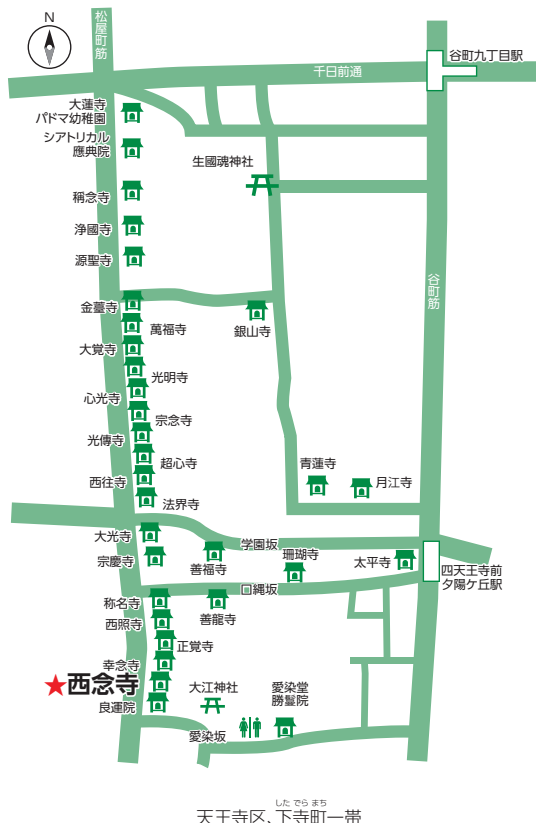 N
松屋町筋
谷町九丁目駅
千日前通
大蓮寺
パドマ幼稚園
シアトリカル
應典院
生國魂神社
稱念寺
浄國寺
源聖寺
谷町筋
金臺寺
萬福寺
銀山寺
大覚寺
光明寺
心光寺
宗念寺
光傳寺
超心寺
青蓮寺
西往寺
月江寺
法界寺
大光寺
学園坂
宗慶寺
善福寺
珊瑚寺
太平寺
四天王寺前
夕陽ケ丘駅
口縄坂
称名寺
善龍寺
西照寺
正覚寺
幸念寺
★西念寺
大江神社
愛染堂
勝鬘院
良運院
愛染坂
した でら まち
天王寺区、下寺町一帯